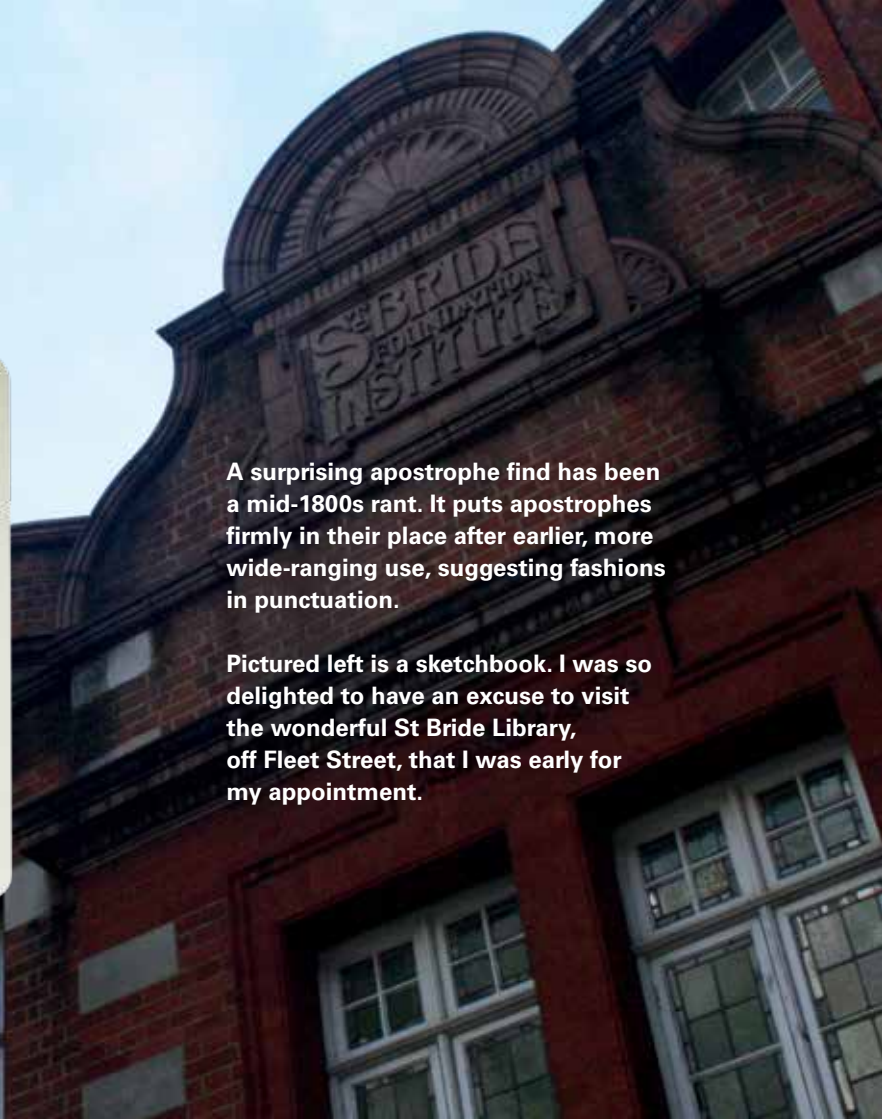 ST BRIDE
FOUNDATION
INSTITUTE
A surprising apostrophe find has been
a mid-1800s rant. It puts apostrophes
firmly in their place after earlier, more
wide-ranging use, suggesting fashions
in punctuation.
Pictured left is a sketchbook. I was so
delighted to have an excuse to visit
the wonderful St Bride Library,
off Fleet Street, that I was early for
my appointment.